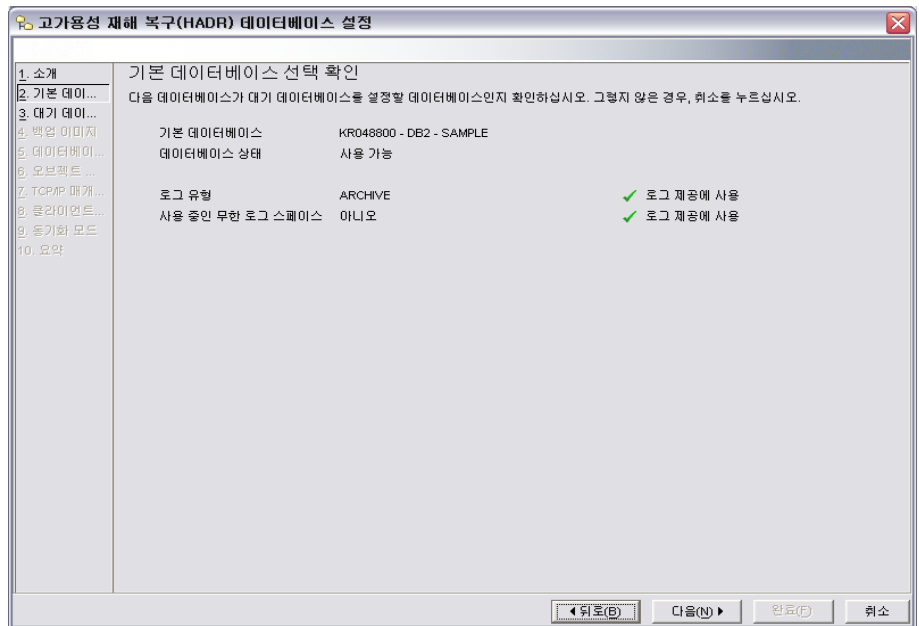 고가용성 재해 복구(HADR) 데이터베이스 설정
1. 소개
2. 기본 데이...
3. 대기 데이...
4. 백업 이미지
5. 데이터베이...
6. 오브젝트 ...
7. TCP/IP 매개...
8. 클라이언트...
9. 동기화 모드
10. 요약
기본 데이터베이스 선택 확인
다음 데이터베이스가 대기 데이터베이스를 설정할 데이터베이스인지 확인하십시오. 그렇지 않은 경우, 취소를 누르십시오.
기본 데이터베이스 KR048800 - DB2 - SAMPLE
데이터베이스 상태 사용 가능
로그 유형 ARCHIVE 로그 제공에 사용
사용 중인 무한 로그 스페이스 아니오 로그 제공에 사용
뒤로(B) 다음(N) 완료(F) 취소